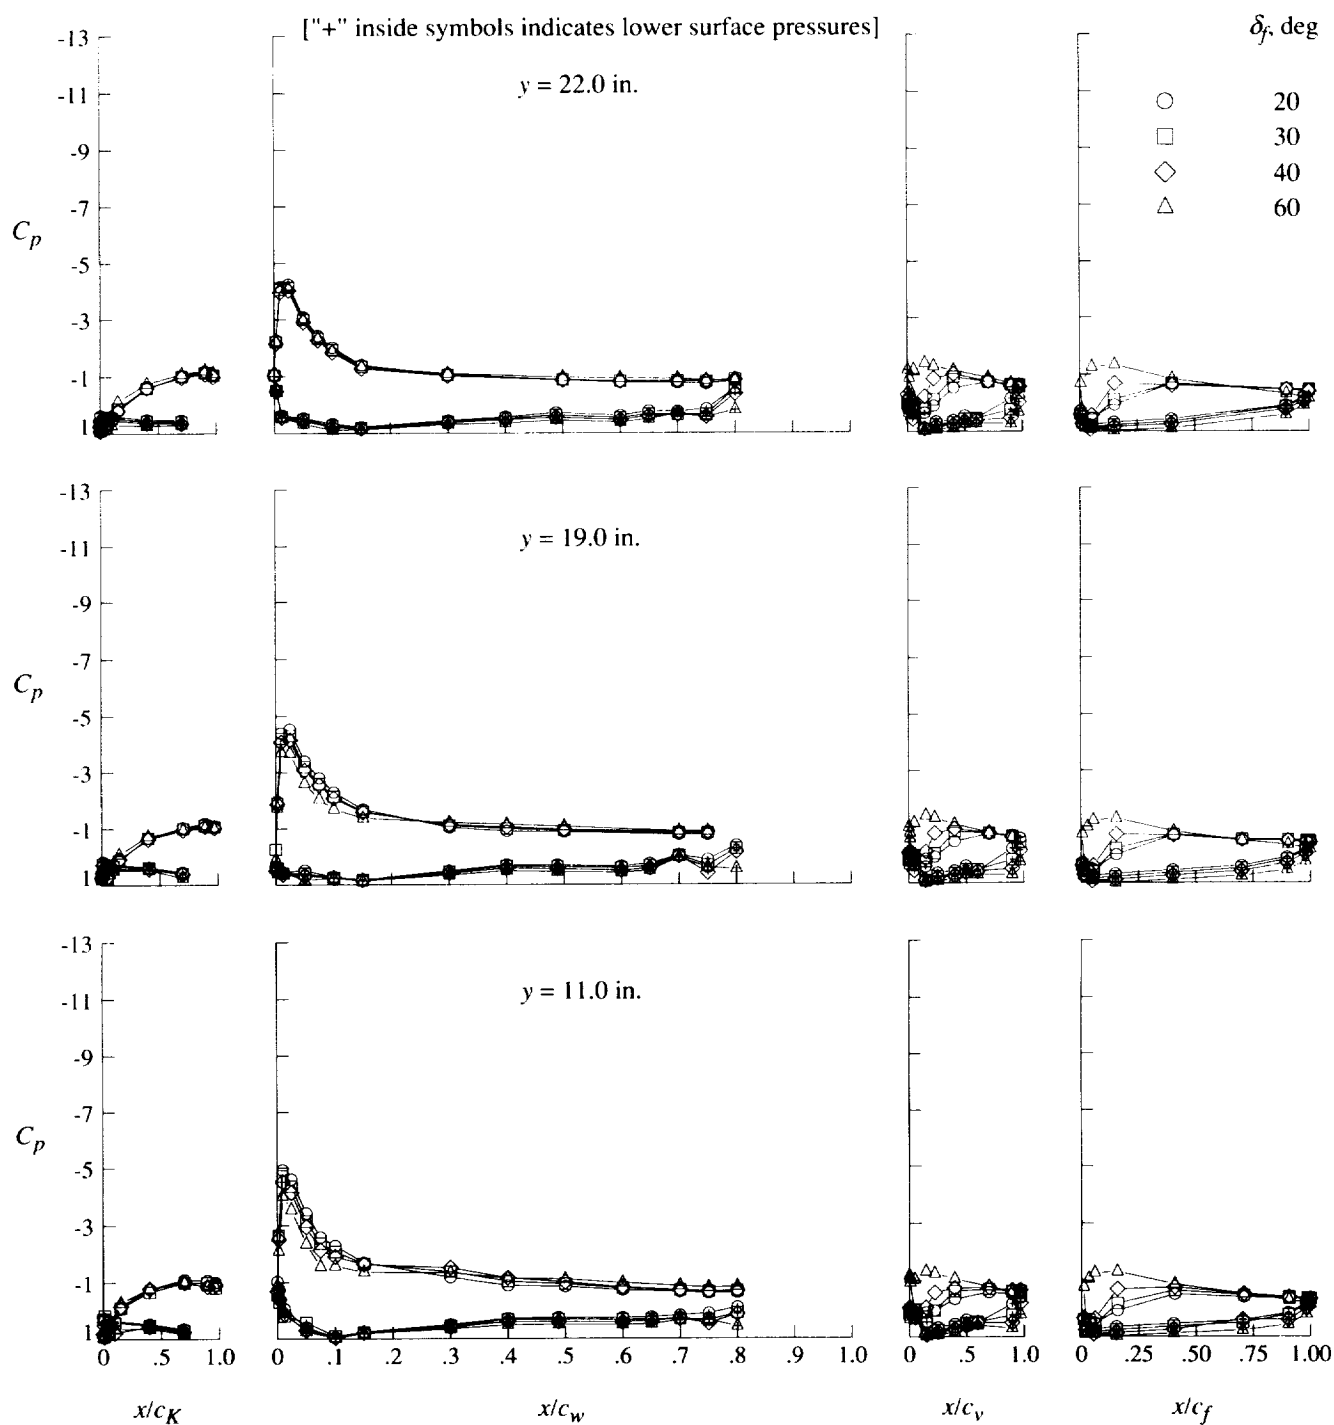 ["+" inside symbols indicates lower surface pressures]
δf, deg
y = 22.0 in.
20
30
40
60
-13
-11
-9
-7
-5
-3
-1
1
Cp
y = 19.0 in.
-13
-11
-9
-7
-5
-3
-1
1
Cp
y = 11.0 in.
-13
-11
-9
-7
-5
-3
-1
1
Cp
0 .5 1.0
0 .1 .2 .3 .4 .5 .6 .7 .8 .9 1.0
0 .5 1.0
0 .25 .50 .75 1.00
x/cK
x/cw
x/cv
x/cf